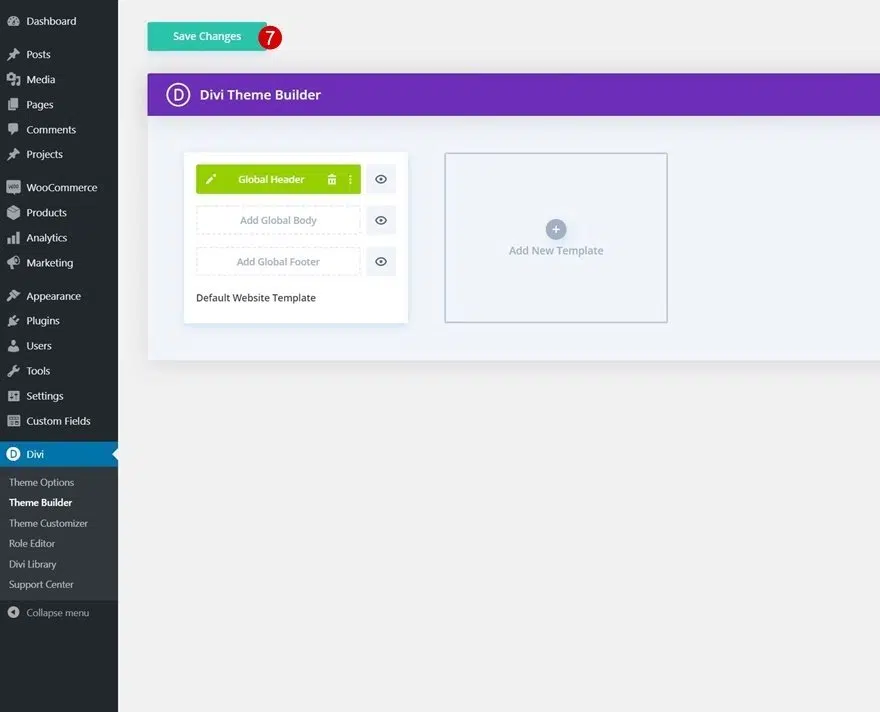 Dashboard
Posts
Media
Pages
Comments
Projects
WooCommerce
Products
Analytics
Marketing
Appearance
Plugins
Users
Tools
Settings
Custom Fields
Divi
Theme Options
Theme Builder
Theme Customizer
Role Editor
Divi Library
Support Center
Collapse menu
Save Changes
7
D Divi Theme Builder
Global Header
Add Global Body
Add Global Footer
Default Website Template
Add New Template